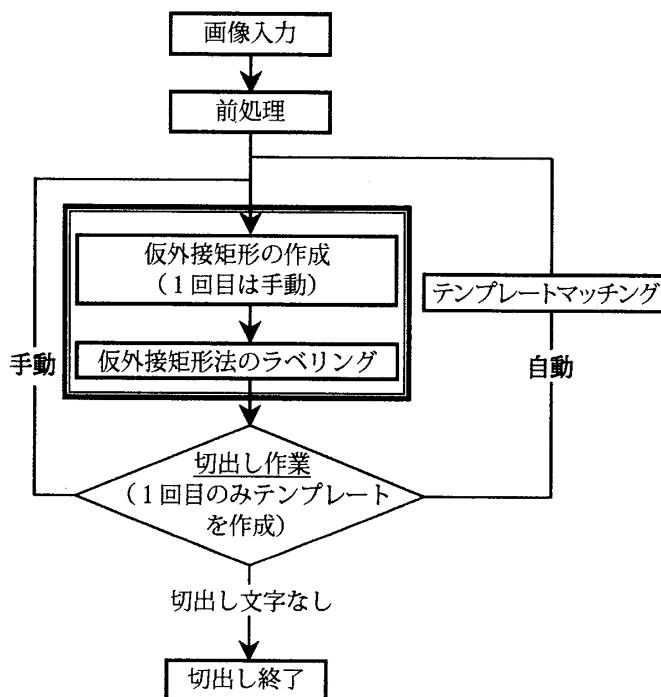 画像入力
前処理
仮外接矩形の作成
(1回目は手動)
テンプレートマッチング
仮外接矩形法のラベリング
手動
自動
切出し作業
(1回目のみテンプレート
を作成)
切出し文字なし
切出し終了